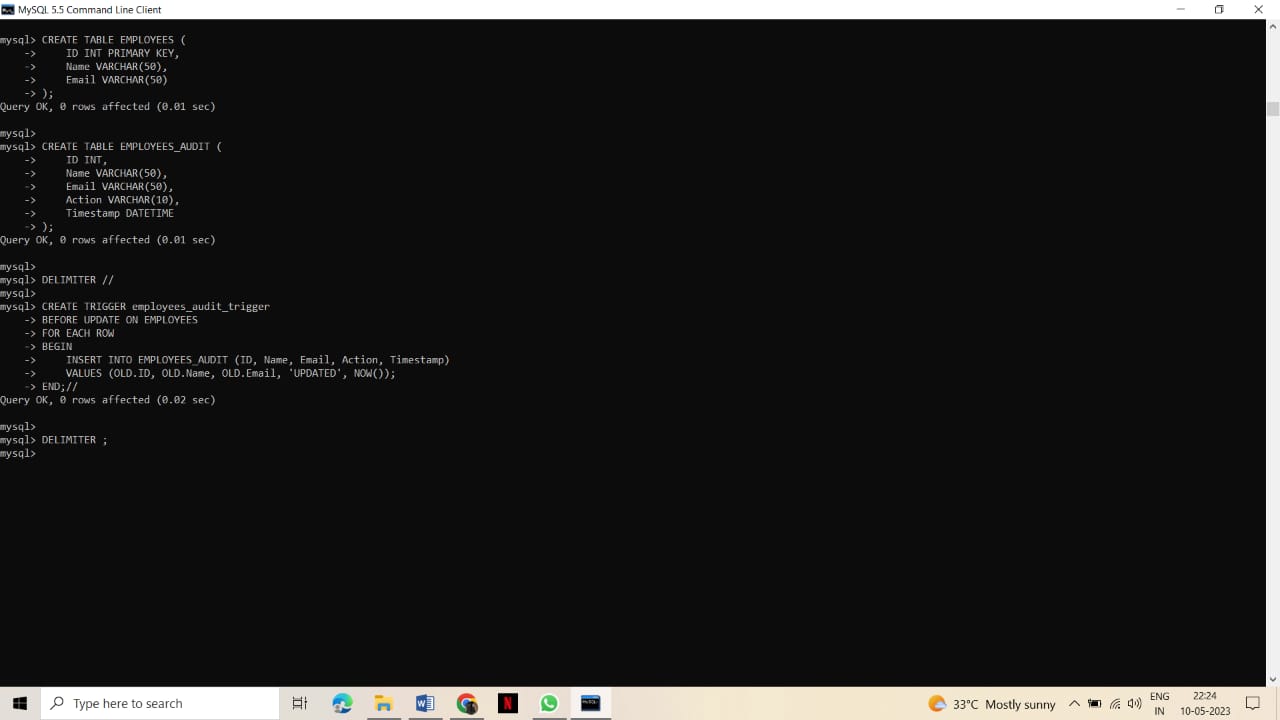 MySQL 5.5 Command Line Client
mysql> CREATE TABLE EMPLOYEES (
    ->     ID INT PRIMARY KEY,
    ->     Name VARCHAR(50),
    ->     Email VARCHAR(50)
    -> );
Query OK, 0 rows affected (0.01 sec)
mysql>
mysql> CREATE TABLE EMPLOYEES_AUDIT (
    ->     ID INT,
    ->     Name VARCHAR(50),
    ->     Email VARCHAR(50),
    ->     Action VARCHAR(10),
    ->     Timestamp DATETIME
    -> );
Query OK, 0 rows affected (0.01 sec)
mysql>
mysql> DELIMITER //
mysql>
mysql> CREATE TRIGGER employees_audit_trigger
    -> BEFORE UPDATE ON EMPLOYEES
    -> FOR EACH ROW
    -> BEGIN
    ->     INSERT INTO EMPLOYEES_AUDIT (ID, Name, Email, Action, Timestamp)
    ->     VALUES (OLD.ID, OLD.Name, OLD.Email, 'UPDATED', NOW());
    -> END;//
Query OK, 0 rows affected (0.02 sec)
mysql>
mysql> DELIMITER ;
mysql>
Type here to search
33°C Mostly sunny
ENG
IN
22:24
10-05-2023